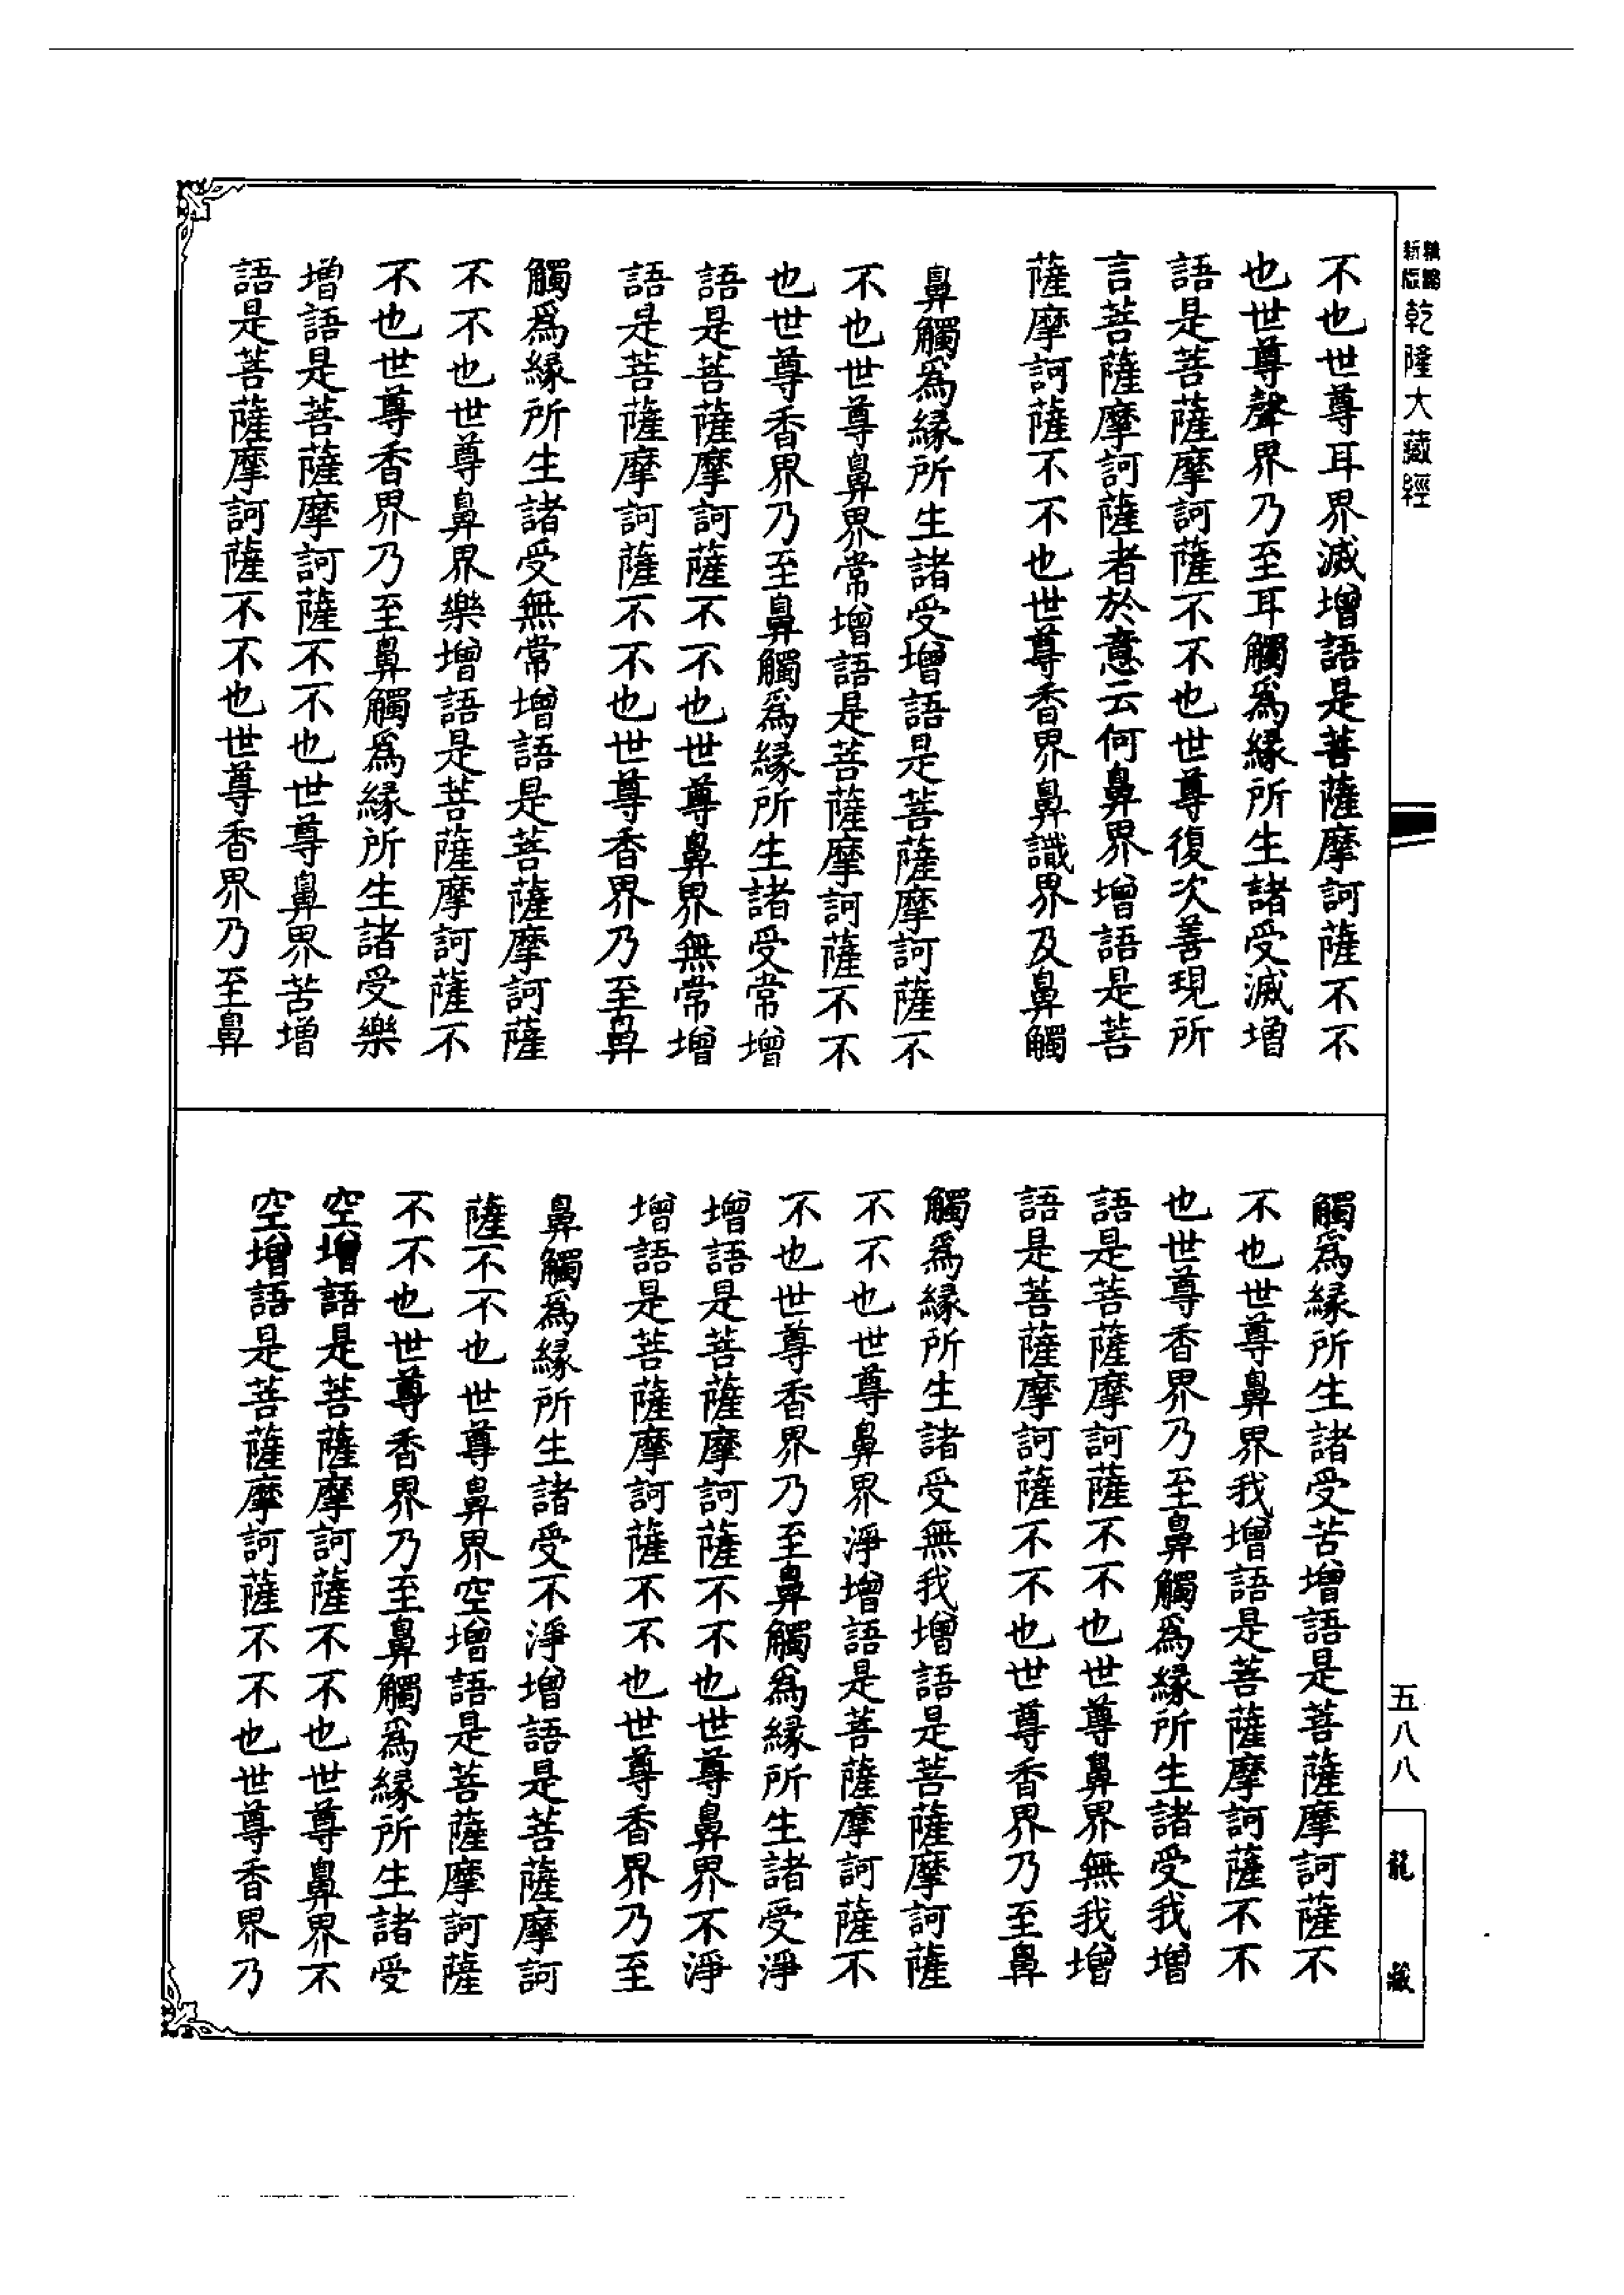 新版
乾隆大藏經
不也世尊耳界滅增語是菩薩摩訶薩不不
也世尊聲界乃至耳觸爲緣所生諸受滅增
語是菩薩摩訶薩不不也世尊復次善現所
言菩薩摩訶薩者於意云何鼻界增語是菩
薩摩訶薩不不也世尊香界鼻識界及鼻觸
鼻觸爲緣所生諸受增語是菩薩摩訶薩不
不也世尊鼻界常增語是菩薩摩訶薩不不
也世尊香界乃至鼻觸爲緣所生諸受常增
語是菩薩摩訶薩不不也世尊鼻界無常增
語是菩薩摩訶薩不不也世尊香界乃至鼻
觸爲緣所生諸受無常增語是菩薩摩訶薩
不不也世尊鼻界樂增語是菩薩摩訶薩不
不也世尊香界乃至鼻觸爲緣所生諸受樂
增語是菩薩摩訶薩不不也世尊鼻界苦增
語是菩薩摩訶薩不不也世尊香界乃至鼻
觸爲緣所生諸受苦增語是菩薩摩訶薩不
不也世尊鼻界我增語是菩薩摩訶薩不不
也世尊香界乃至鼻觸爲緣所生諸受我增
語是菩薩摩訶薩不不也世尊鼻界無我增
語是菩薩摩訶薩不不也世尊香界乃至鼻
觸爲緣所生諸受無我增語是菩薩摩訶薩
不不也世尊鼻界淨增語是菩薩摩訶薩不
不也世尊香界乃至鼻觸爲緣所生諸受淨
增語是菩薩摩訶薩不不也世尊鼻界不淨
增語是菩薩摩訶薩不不也世尊香界乃至
鼻觸爲緣所生諸受不淨增語是菩薩摩訶
薩不不也世尊鼻界空增語是菩薩摩訶薩
不不也世尊香界乃至鼻觸爲緣所生諸受
空增語是菩薩摩訶薩不不也世尊鼻界不
空增語是菩薩摩訶薩不不也世尊香界乃
五八八
龍藏